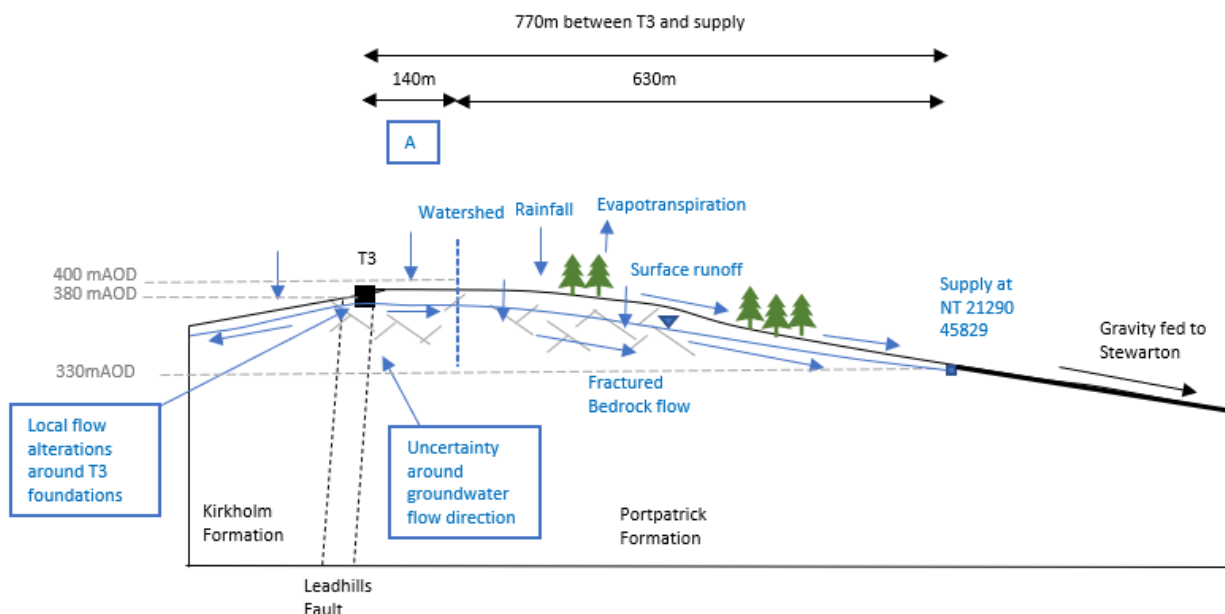 770m between T3 and supply
140m
630m
A
Watershed
Rainfall
Evapotranspiration
T3
400 mAOD
380 mAOD
Surface runoff
Supply at
NT 21290
45829
Gravity fed to
Stewarton
330mAOD
Fractured
Bedrock flow
Local flow
alterations
around T3
foundations
Uncertainty
around
groundwater
flow direction
Kirkholm
Formation
Portpatrick
Formation
Leadhills
Fault